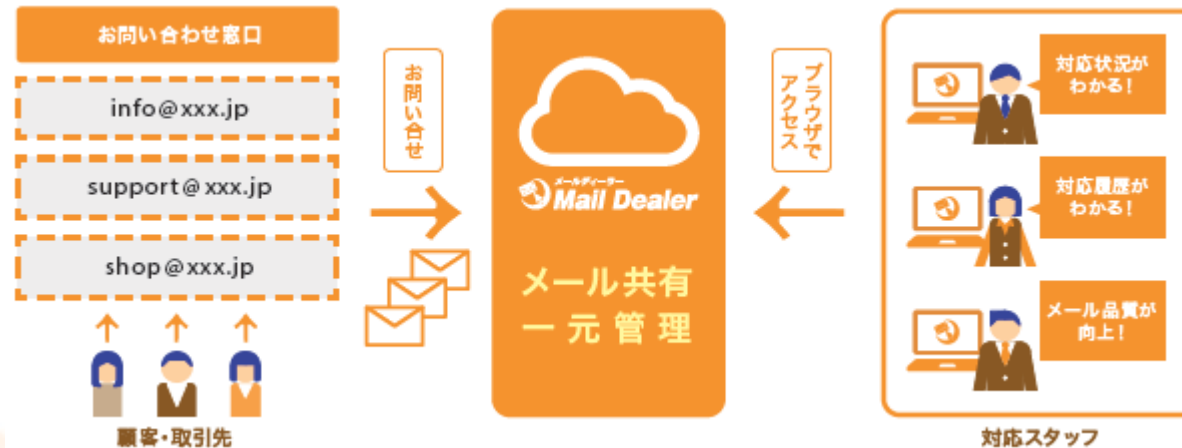 お問い合わせ窓口
info@xxx.jp
support@xxx.jp
shop@xxx.jp
顧客・取引先
お問い合せ
メールディーラー
Mail Dealer
メール共有
一元管理
ブラウザで
アクセス
対応状況が
わかる!
対応履歴が
わかる!
メール品質が
向上!
対応スタッフ